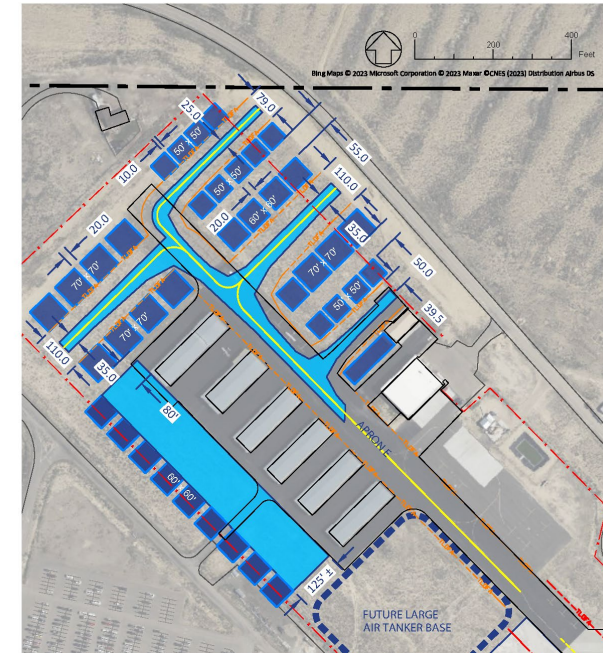 0
200
400
Feet
Bing Maps © 2023 Microsoft Corporation © 2023 Maxar ©CNES (2023) Distribution Airbus DS
79.0
25.0
50' x 50'
55.0
10.0
50' x 50'
110.0
20.0
20.0
60' x 60'
35.0
70' x 70'
70' x 70'
50.0
50' x 50'
39.5
70' x 70'
110.0
35.0
80'
APRON F
60'
60'
125' ±
FUTURE LARGE
AIR TANKER BASE